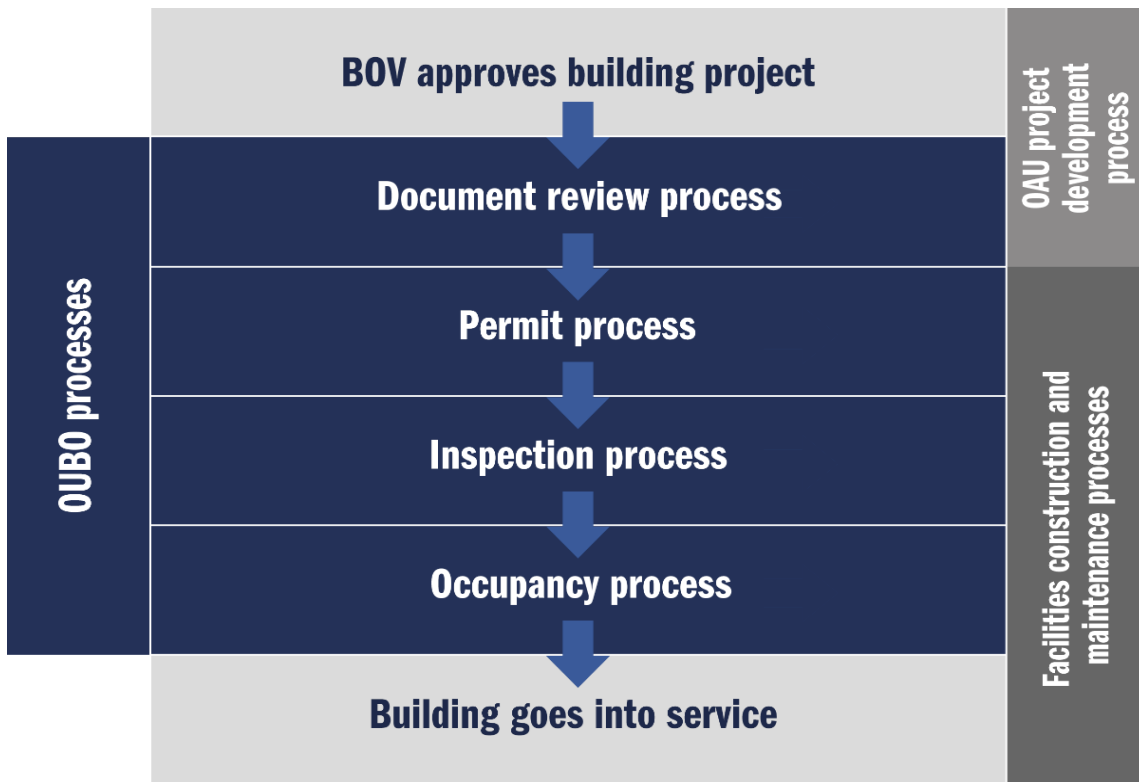 BOV approves building project
OAU project
development
process
OUBO processes
Document review process
Permit process
Inspection process
Occupancy process
Facilities construction and
maintenance processes
Building goes into service